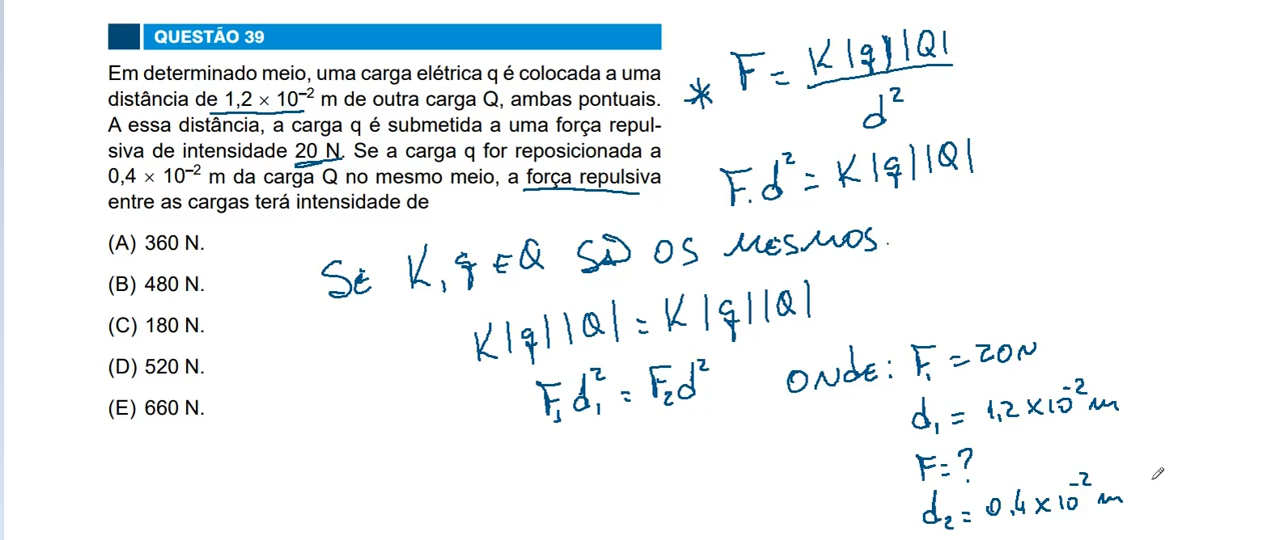 QUESTÃO 39
Em determinado meio, uma carga elétrica q é colocada a uma
distância de 1,2 × 10⁻² m de outra carga Q, ambas pontuais.
A essa distância, a carga q é submetida a uma força repul-
siva de intensidade 20 N. Se a carga q for reposicionada a
0,4 × 10⁻² m da carga Q no mesmo meio, a força repulsiva
entre as cargas terá intensidade de
(A) 360 N.
(B) 480 N.
(C) 180 N.
(D) 520 N.
(E) 660 N.
* F = K|q||Q| / d²
F.d² = K|q||Q|
SE K, q E Q SÃO OS MESMOS.
K|q||Q| = K|q||Q|
F₁d₁² = F₂d²
ONDE: F₁ = 20N
d₁ = 1,2 × 10⁻² m
F = ?
d₂ = 0,4 × 10⁻² m